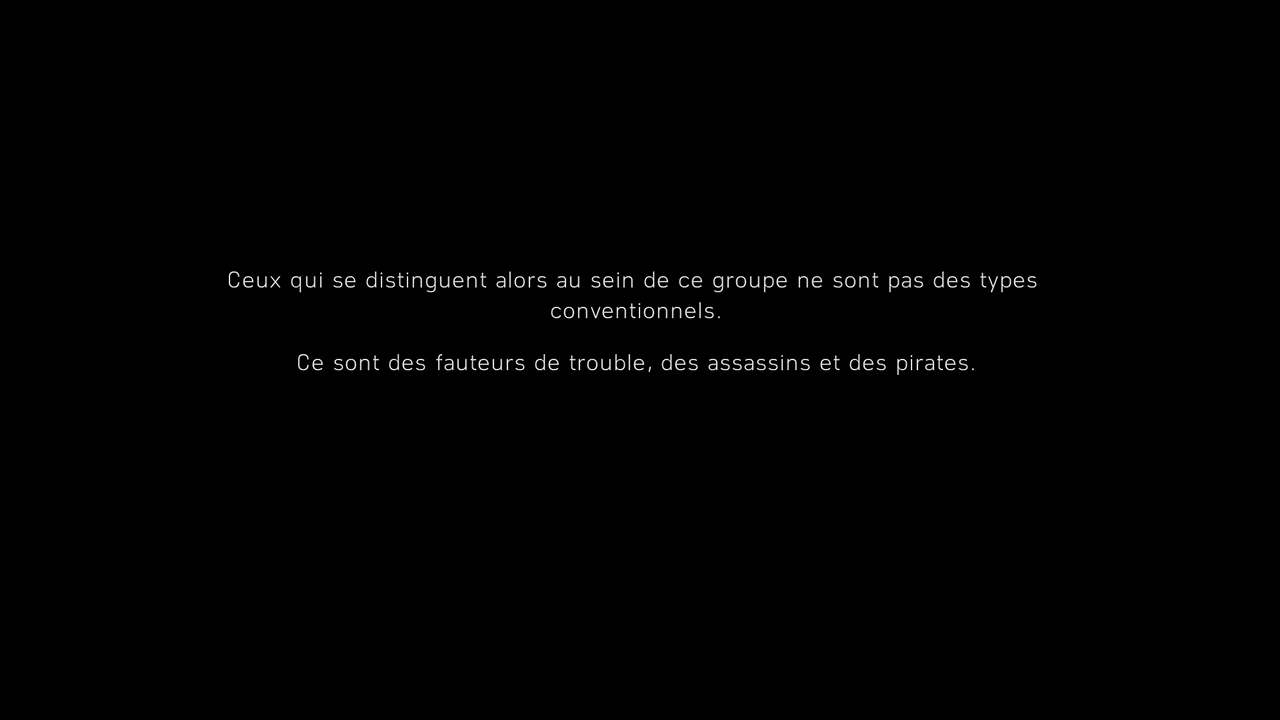 Ceux qui se distinguent alors au sein de ce groupe ne sont pas des types
conventionnels.
Ce sont des fauteurs de trouble, des assassins et des pirates.